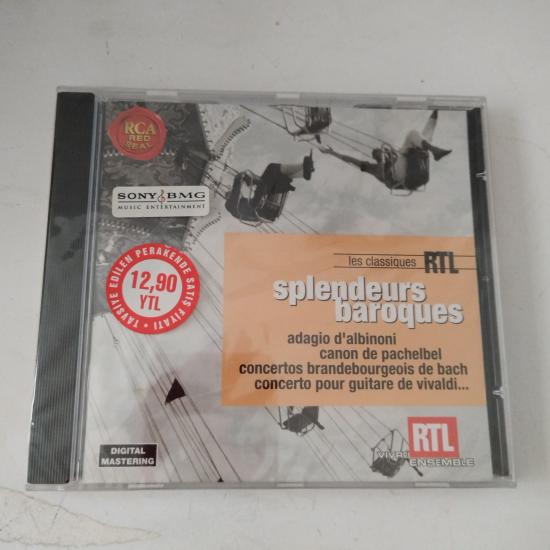 RCA
RED
SEAL
SONY BMG
MUSIC ENTERTAINMENT
TAVSİYE EDİLEN PERAKENDE SATIŞ FİYATI
12,90
YTL
les classiques RTL
splendeurs
baroques
adagio d'albinoni
canon de pachelbel
concertos brandebourgeois de bach
concerto pour guitare de vivaldi...
DIGITAL
MASTERING
RTL
VIVRE
ENSEMBLE